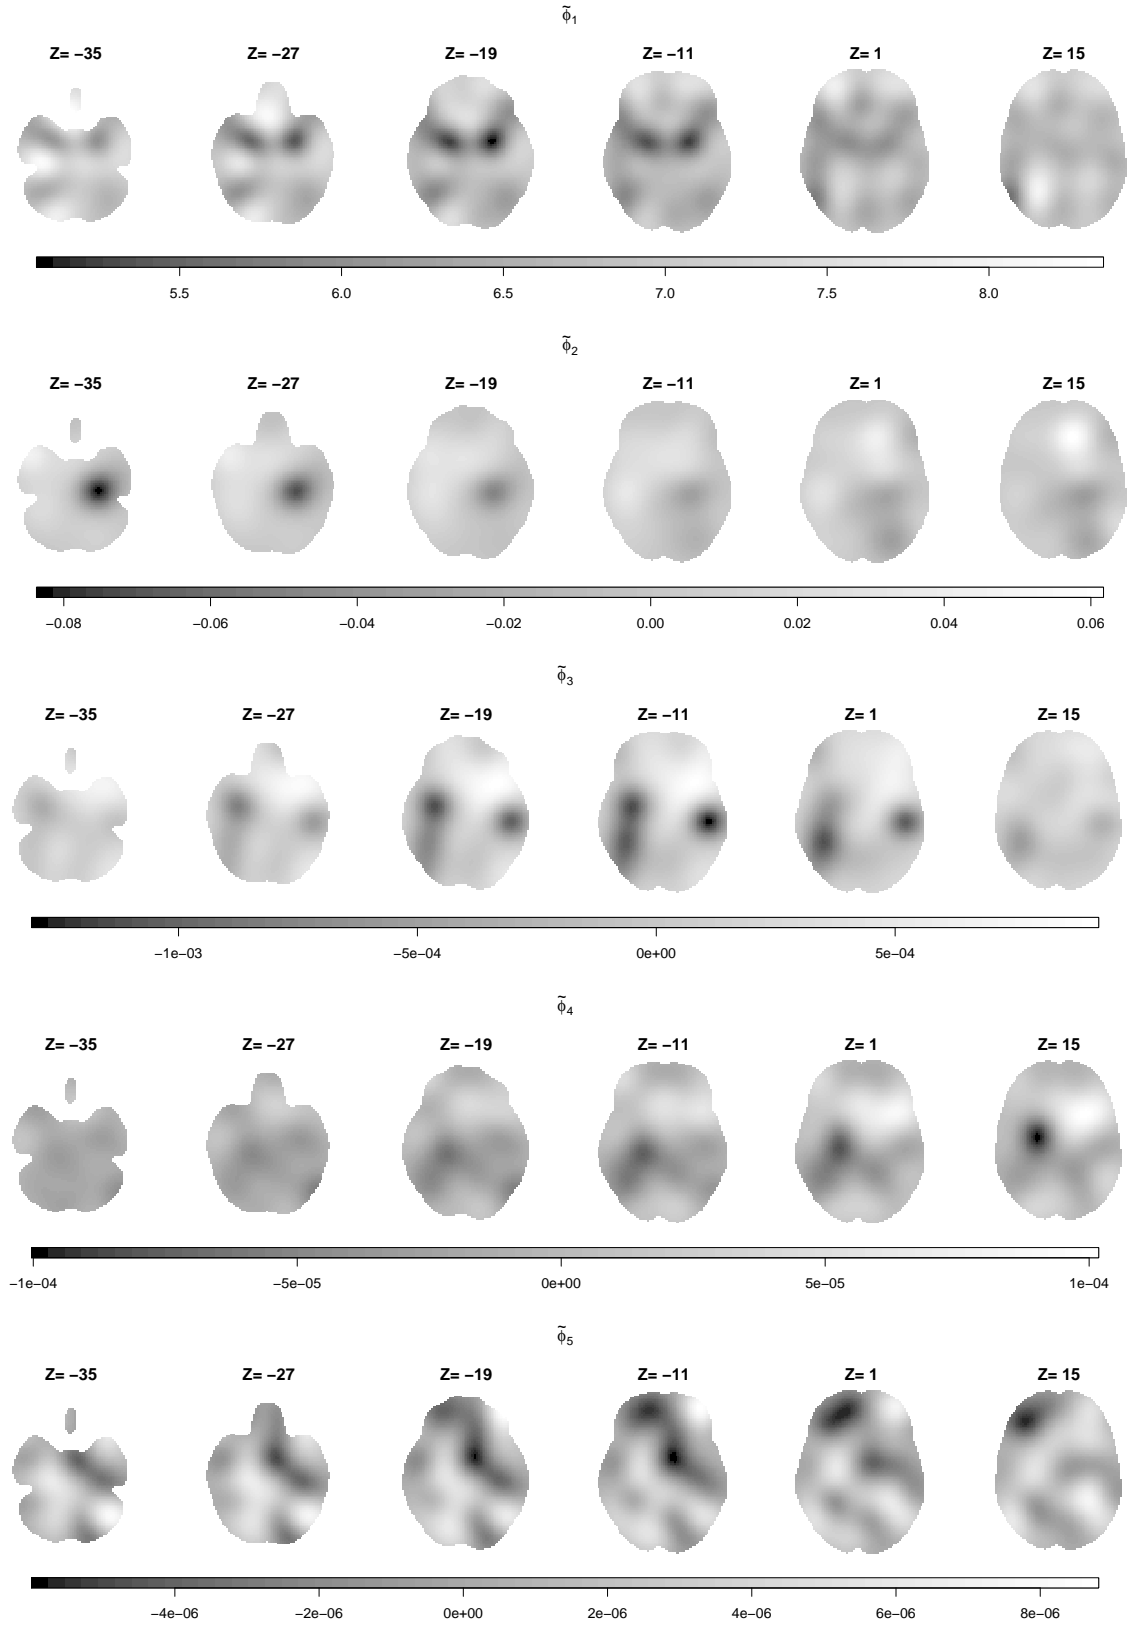 ϕ̃₁
Z= −35 Z= −27 Z= −19 Z= −11 Z= 1 Z= 15
5.5 6.0 6.5 7.0 7.5 8.0
ϕ̃₂
Z= −35 Z= −27 Z= −19 Z= −11 Z= 1 Z= 15
−0.08 −0.06 −0.04 −0.02 0.00 0.02 0.04 0.06
ϕ̃₃
Z= −35 Z= −27 Z= −19 Z= −11 Z= 1 Z= 15
−1e−03 −5e−04 0e+00 5e−04
ϕ̃₄
Z= −35 Z= −27 Z= −19 Z= −11 Z= 1 Z= 15
−1e−04 −5e−05 0e+00 5e−05 1e−04
ϕ̃₅
Z= −35 Z= −27 Z= −19 Z= −11 Z= 1 Z= 15
−4e−06 −2e−06 0e+00 2e−06 4e−06 6e−06 8e−06